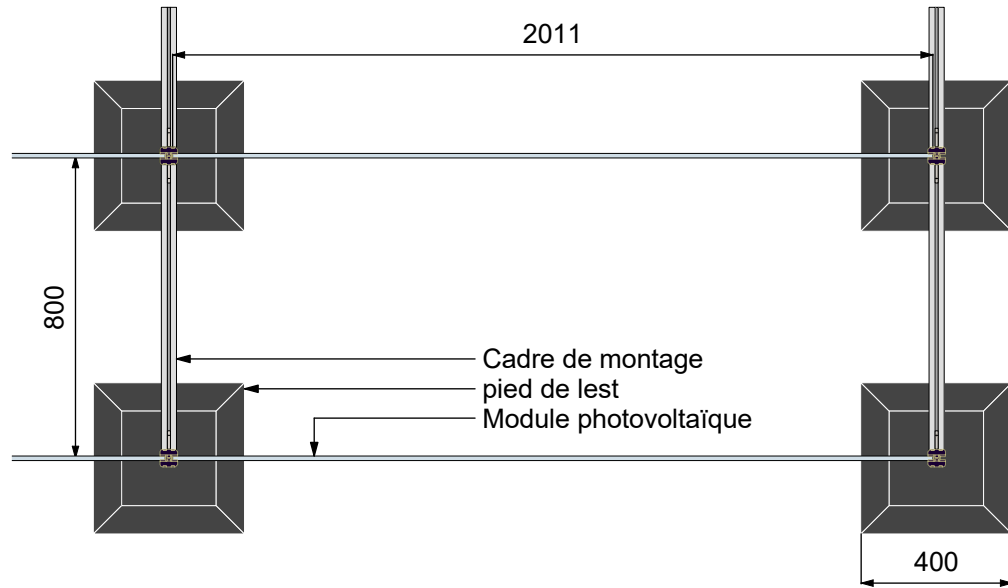 2011
800
Cadre de montage
pied de lest
Module photovoltaïque
400